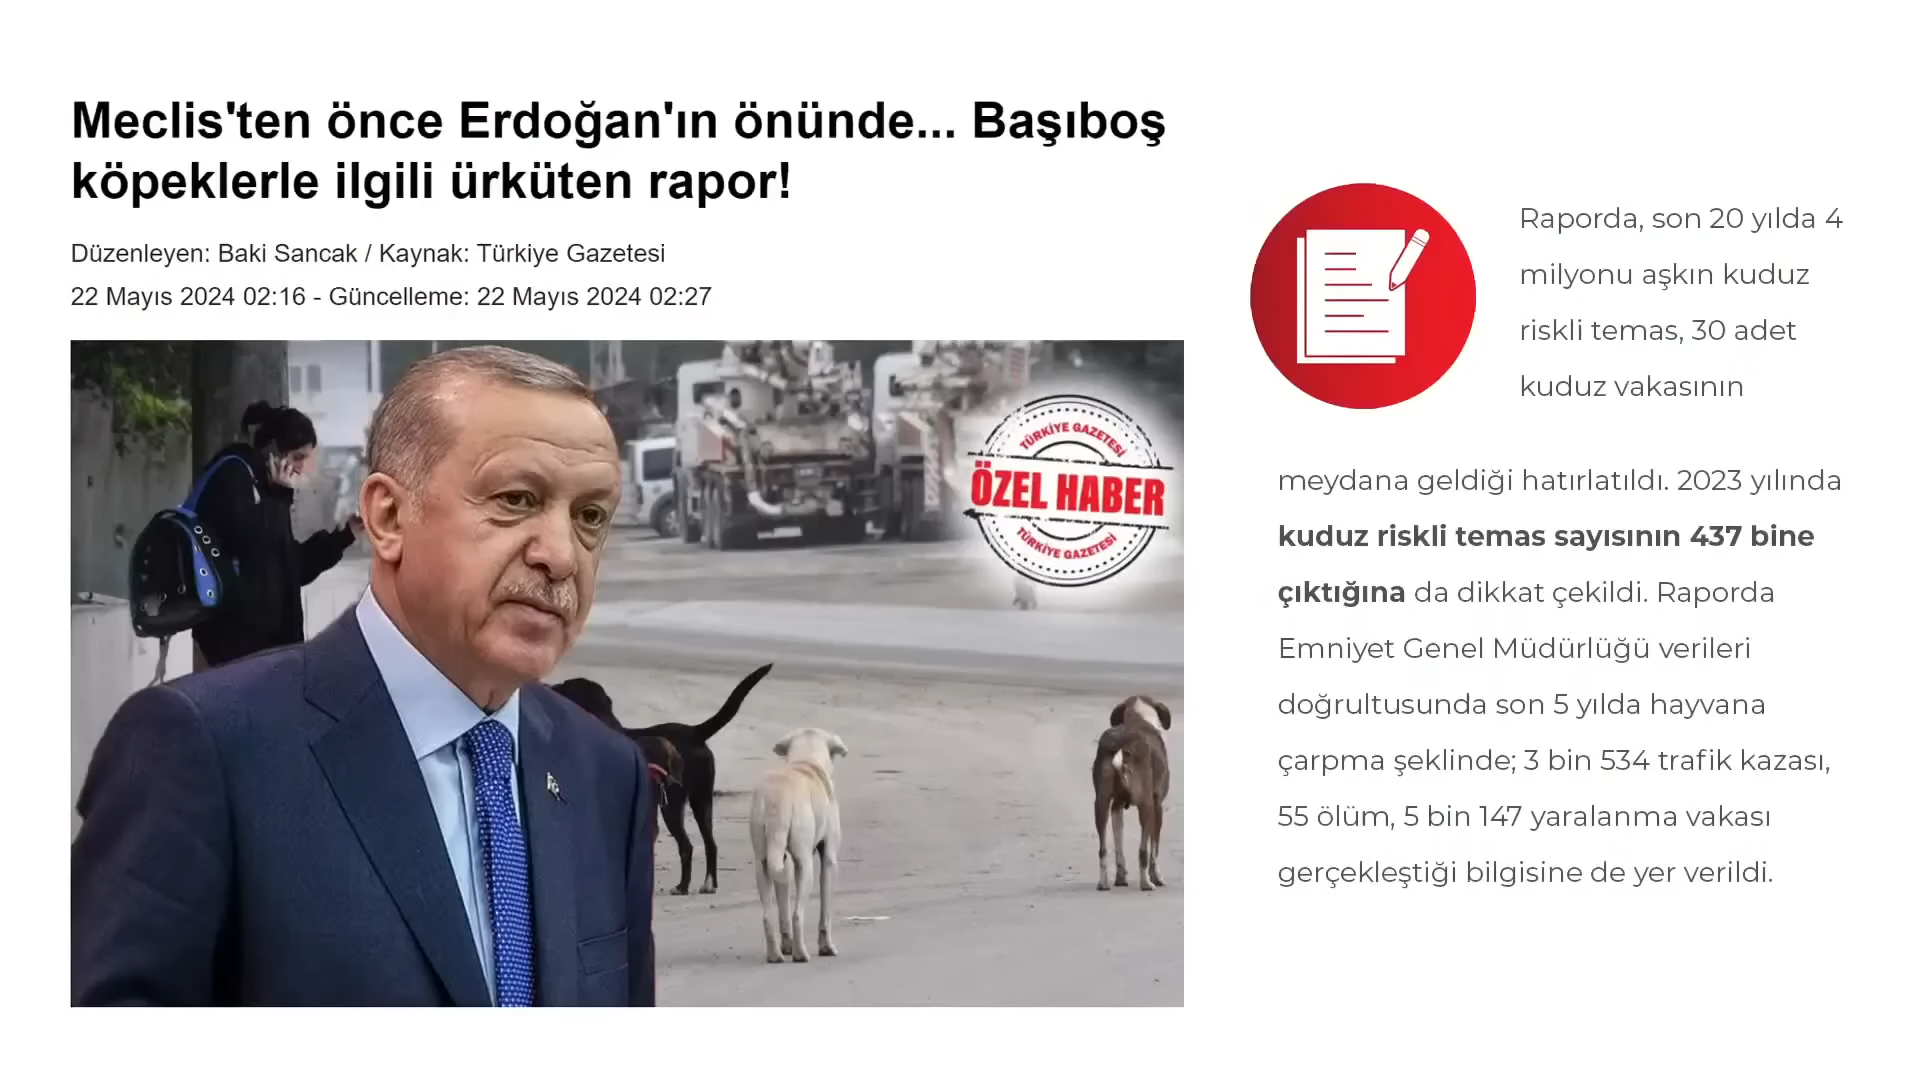 Meclis'ten önce Erdoğan'ın önünde... Başıboş
köpeklerle ilgili ürküten rapor!
Düzenleyen: Baki Sancak / Kaynak: Türkiye Gazetesi
22 Mayıs 2024 02:16 - Güncelleme: 22 Mayıs 2024 02:27
TÜRKİYE GAZETESİ
ÖZEL HABER
TÜRKİYE GAZETESİ
Raporda, son 20 yılda 4
milyonu aşkın kuduz
riskli temas, 30 adet
kuduz vakasının
meydana geldiği hatırlatıldı. 2023 yılında
kuduz riskli temas sayısının 437 bine
çıktığına da dikkat çekildi. Raporda
Emniyet Genel Müdürlüğü verileri
doğrultusunda son 5 yılda hayvana
çarpma şeklinde; 3 bin 534 trafik kazası,
55 ölüm, 5 bin 147 yaralanma vakası
gerçekleştiği bilgisine de yer verildi.